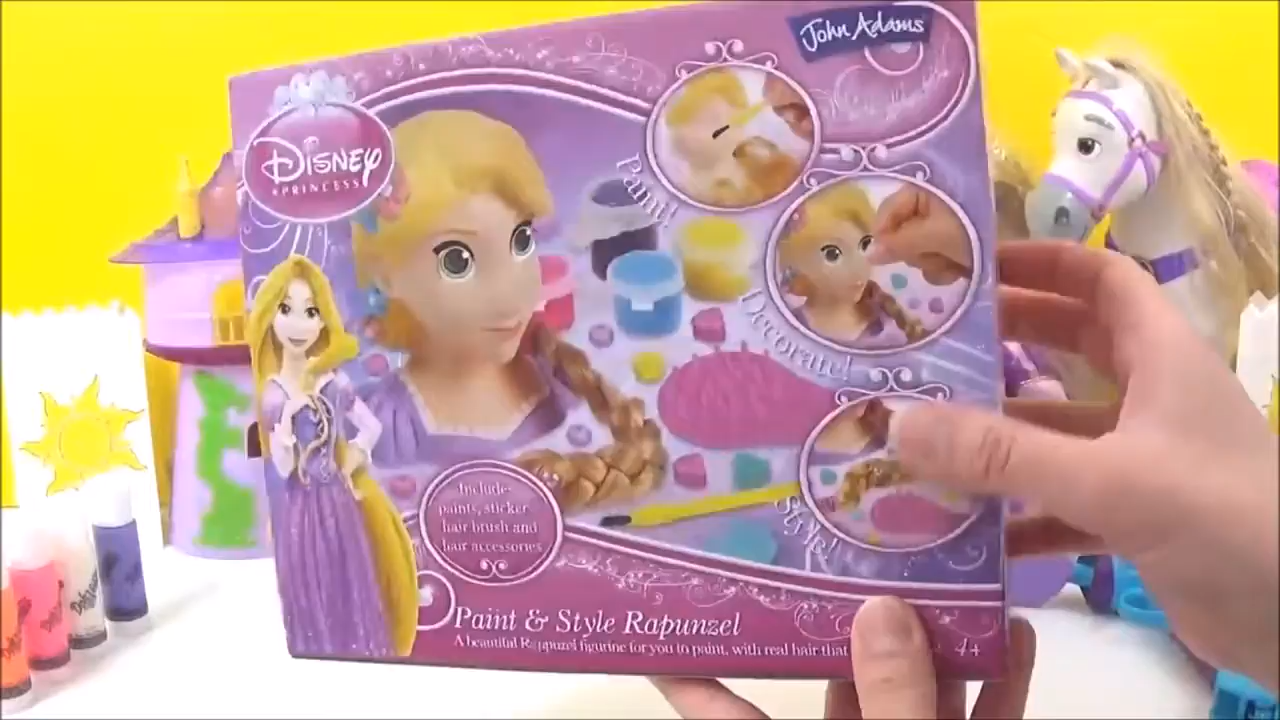 John Adams
Disney
PRINCESS
Paint!
Decorate!
Style!
Include
paints, sticker
hair brush and
hair accessories
Paint & Style Rapunzel
A beautiful Rapunzel figurine for you to paint, with real hair that
4+